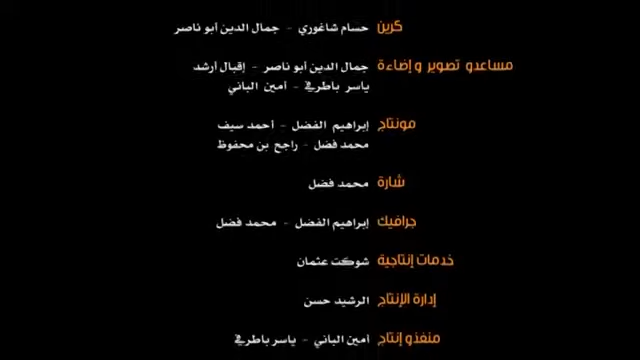 كرين حسام شاغوري - جمال الدين أبو ناصر
مساعدو تصوير و إضاءة جمال الدين أبو ناصر - إقبال أرشد
ياسر باطرفي - أمين الباني
مونتاج إبراهيم الفضل - أحمد سيف
محمد فضل - راجح بن محفوظ
شارة محمد فضل
جرافيك إبراهيم الفضل - محمد فضل
خدمات إنتاجية شوكت عثمان
إدارة الإنتاج الرشيد حسن
منفذو إنتاج أمين الباني - ياسر باطرفي